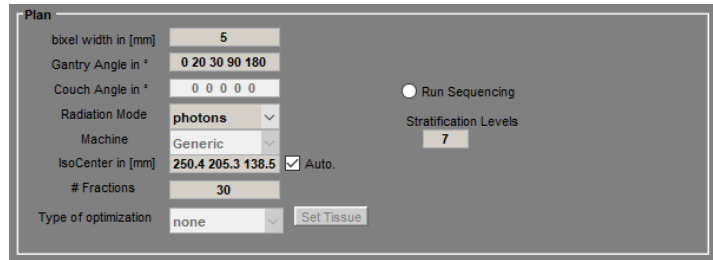 Plan
bixel width in [mm] 5
Gantry Angle in ° 0 20 30 90 180
Couch Angle in ° 0 0 0 0 0
Run Sequencing
Radiation Mode photons
Stratification Levels
Machine Generic
7
IsoCenter in [mm] 250.4 205.3 138.5 Auto.
# Fractions 30
Type of optimization none Set Tissue